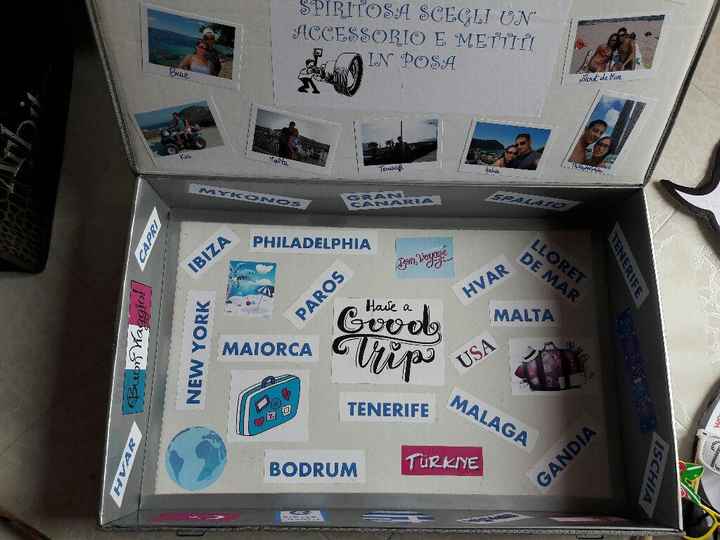 SPIRITOSA SCEGLI UN
ACCESSORIO E METTITI
IN POSA
Malta
MYKONOS
GRAN
CANARIA
SPALATO
CAPRI
IBIZA
PHILADELPHIA
Bon Voyage
HVAR
LLORET
DE MAR
TENERIFE
PAROS
Have a
Good
Trip
MALTA
NEW YORK
MAIORCA
USA
Buon Viaggio!
TENERIFE
MALAGA
GANDIA
HVAR
BODRUM
TÜRKIYE
ISCHIA